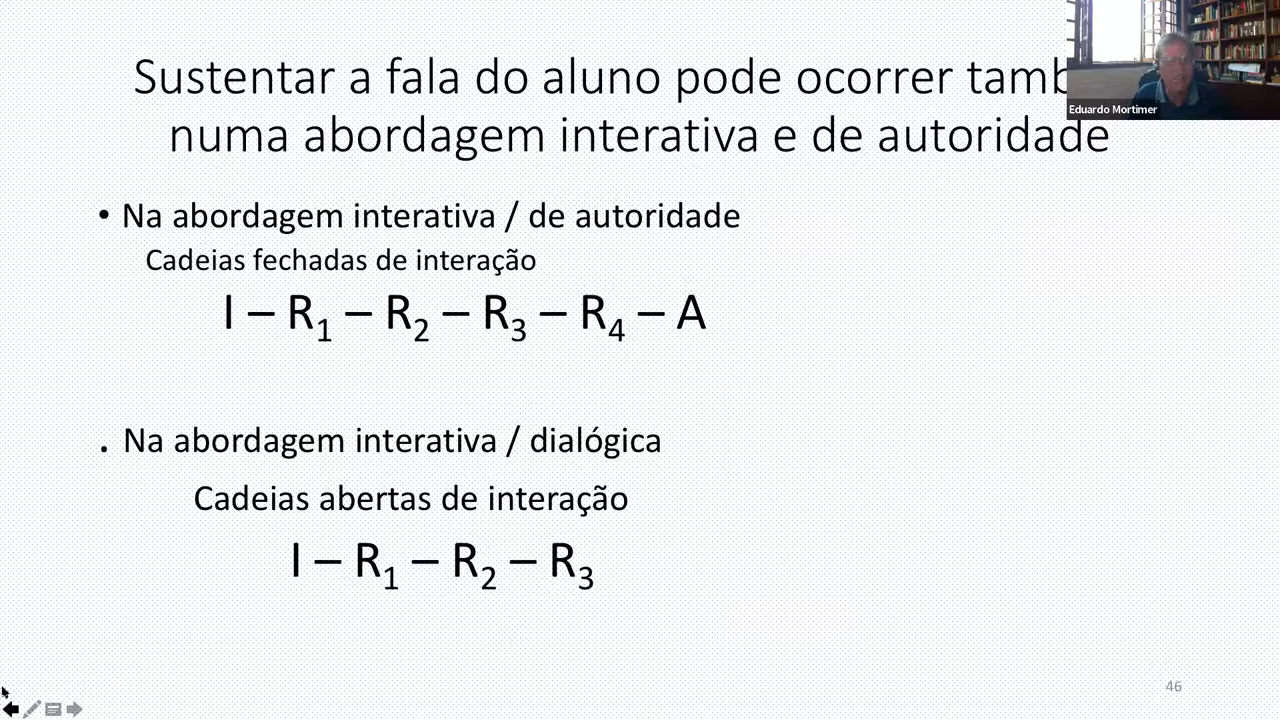 Sustentar a fala do aluno pode ocorrer tamb
numa abordagem interativa e de autoridade
Eduardo Mortimer
• Na abordagem interativa / de autoridade
Cadeias fechadas de interação
I – R₁ – R₂ – R₃ – R₄ – A
. Na abordagem interativa / dialógica
Cadeias abertas de interação
I – R₁ – R₂ – R₃
46